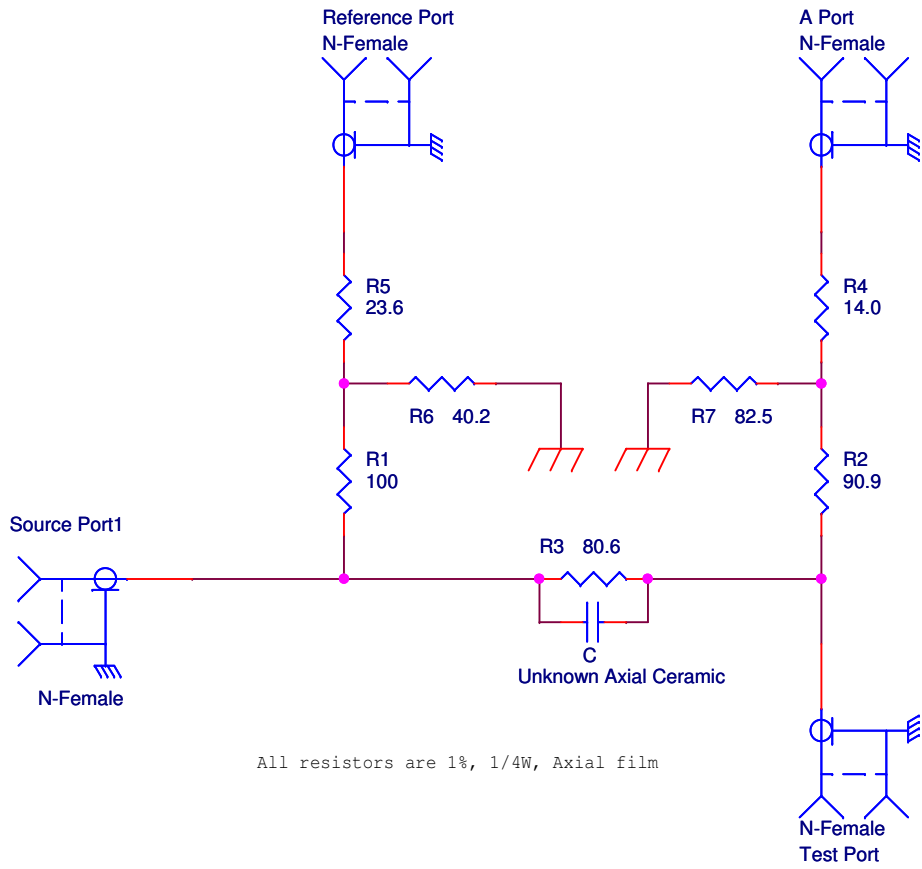 Reference Port
N-Female
A Port
N-Female
R5
23.6
R4
14.0
R6 40.2
R7 82.5
R1
100
R2
90.9
Source Port1
R3 80.6
C
Unknown Axial Ceramic
N-Female
All resistors are 1%, 1/4W, Axial film
N-Female
Test Port